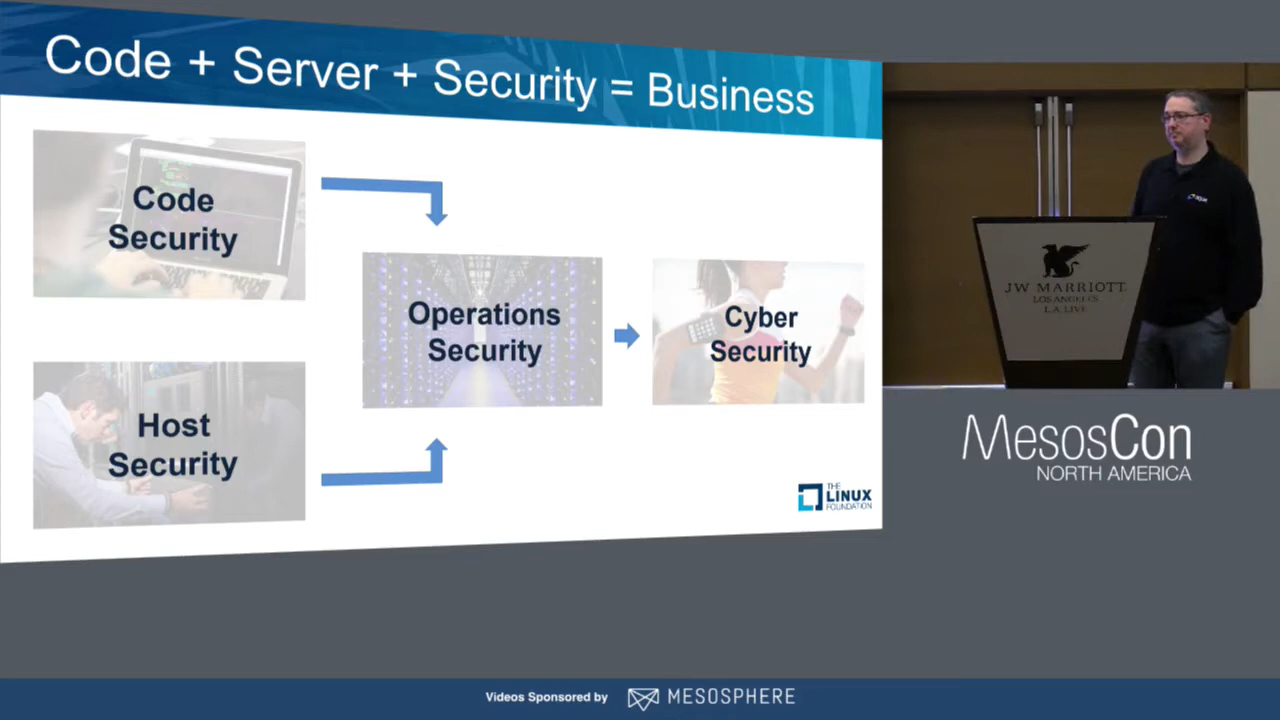 Code + Server + Security = Business
Code
Security
Operations
Security
Cyber
Security
Host
Security
THE
LINUX
FOUNDATION
JW MARRIOTT
LOS ANGELES
L.A. LIVE
MesosCon
NORTH AMERICA
Videos Sponsored by
MESOSPHERE